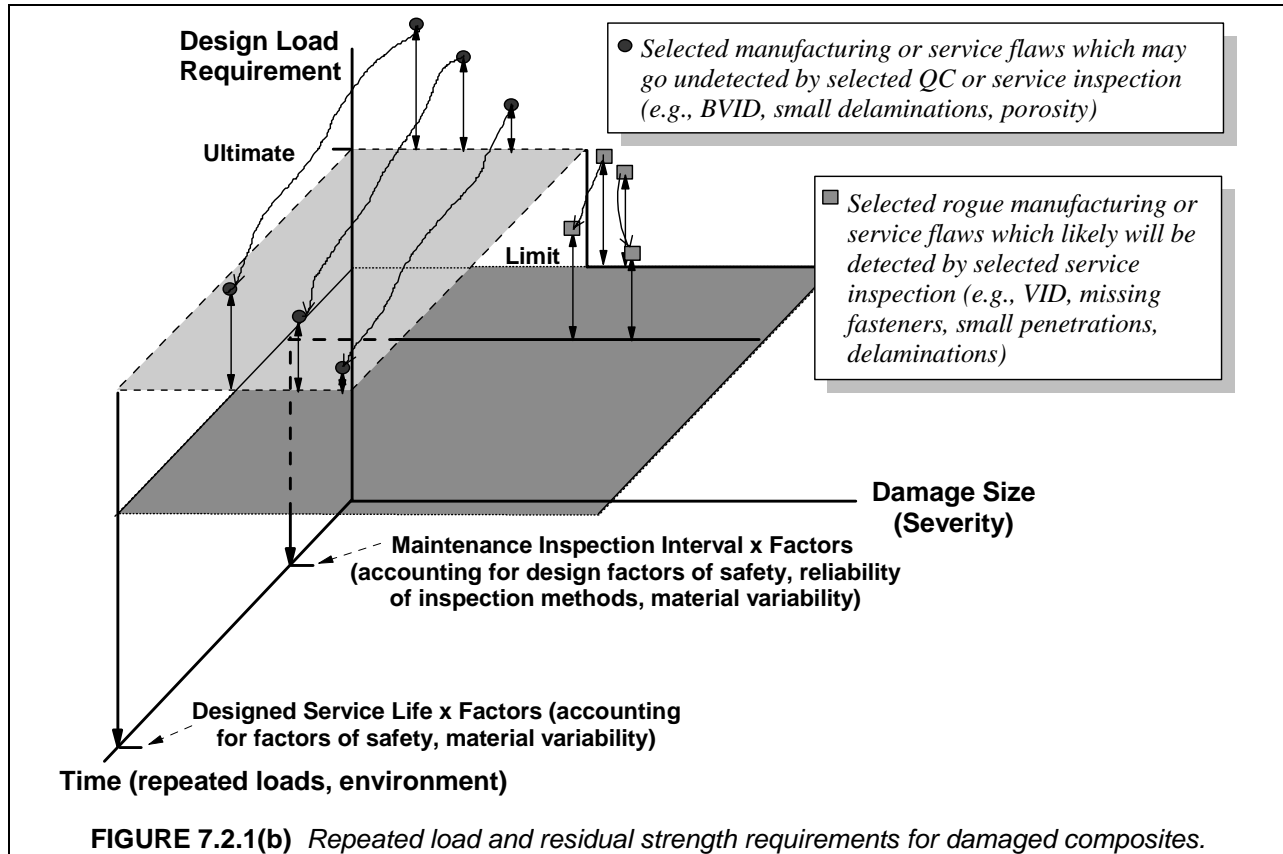 Design Load
Requirement
Selected manufacturing or service flaws which may
go undetected by selected QC or service inspection
(e.g., BVID, small delaminations, porosity)
Ultimate
Selected rogue manufacturing or
service flaws which likely will be
detected by selected service
inspection (e.g., VID, missing
fasteners, small penetrations,
delaminations)
Limit
Damage Size
(Severity)
Maintenance Inspection Interval x Factors
(accounting for design factors of safety, reliability
of inspection methods, material variability)
Designed Service Life x Factors (accounting
for factors of safety, material variability)
Time (repeated loads, environment)
FIGURE 7.2.1(b) Repeated load and residual strength requirements for damaged composites.